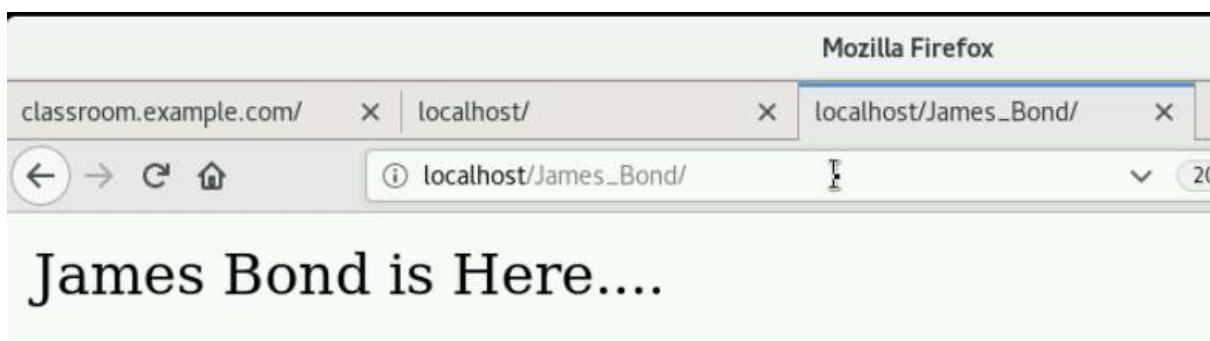 Mozilla Firefox
classroom.example.com/ localhost/ localhost/James_Bond/
localhost/James_Bond/
James Bond is Here....